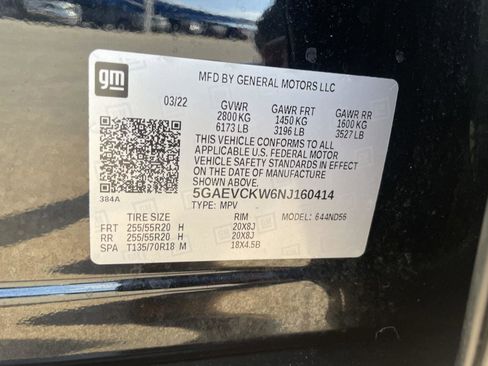 gm
MFD BY GENERAL MOTORS LLC
03/22 GVWR GAWR FRT GAWR RR
2800 KG 1450 KG 1600 KG
6173 LB 3196 LB 3527 LB
THIS VEHICLE CONFORMS TO ALL
APPLICABLE U.S. FEDERAL MOTOR
VEHICLE SAFETY STANDARDS IN EFFECT
ON THE DATE OF MANUFACTURE SHOWN
ABOVE.
384A
5GAEVCKW6NJ160414
TYPE: MPV
TIRE SIZE RIM MODEL: 644ND56
FRT 255/55R20 H 20X8J
RR 255/55R20 H 20X8J
SPA T135/70R18 M 18X4.5B